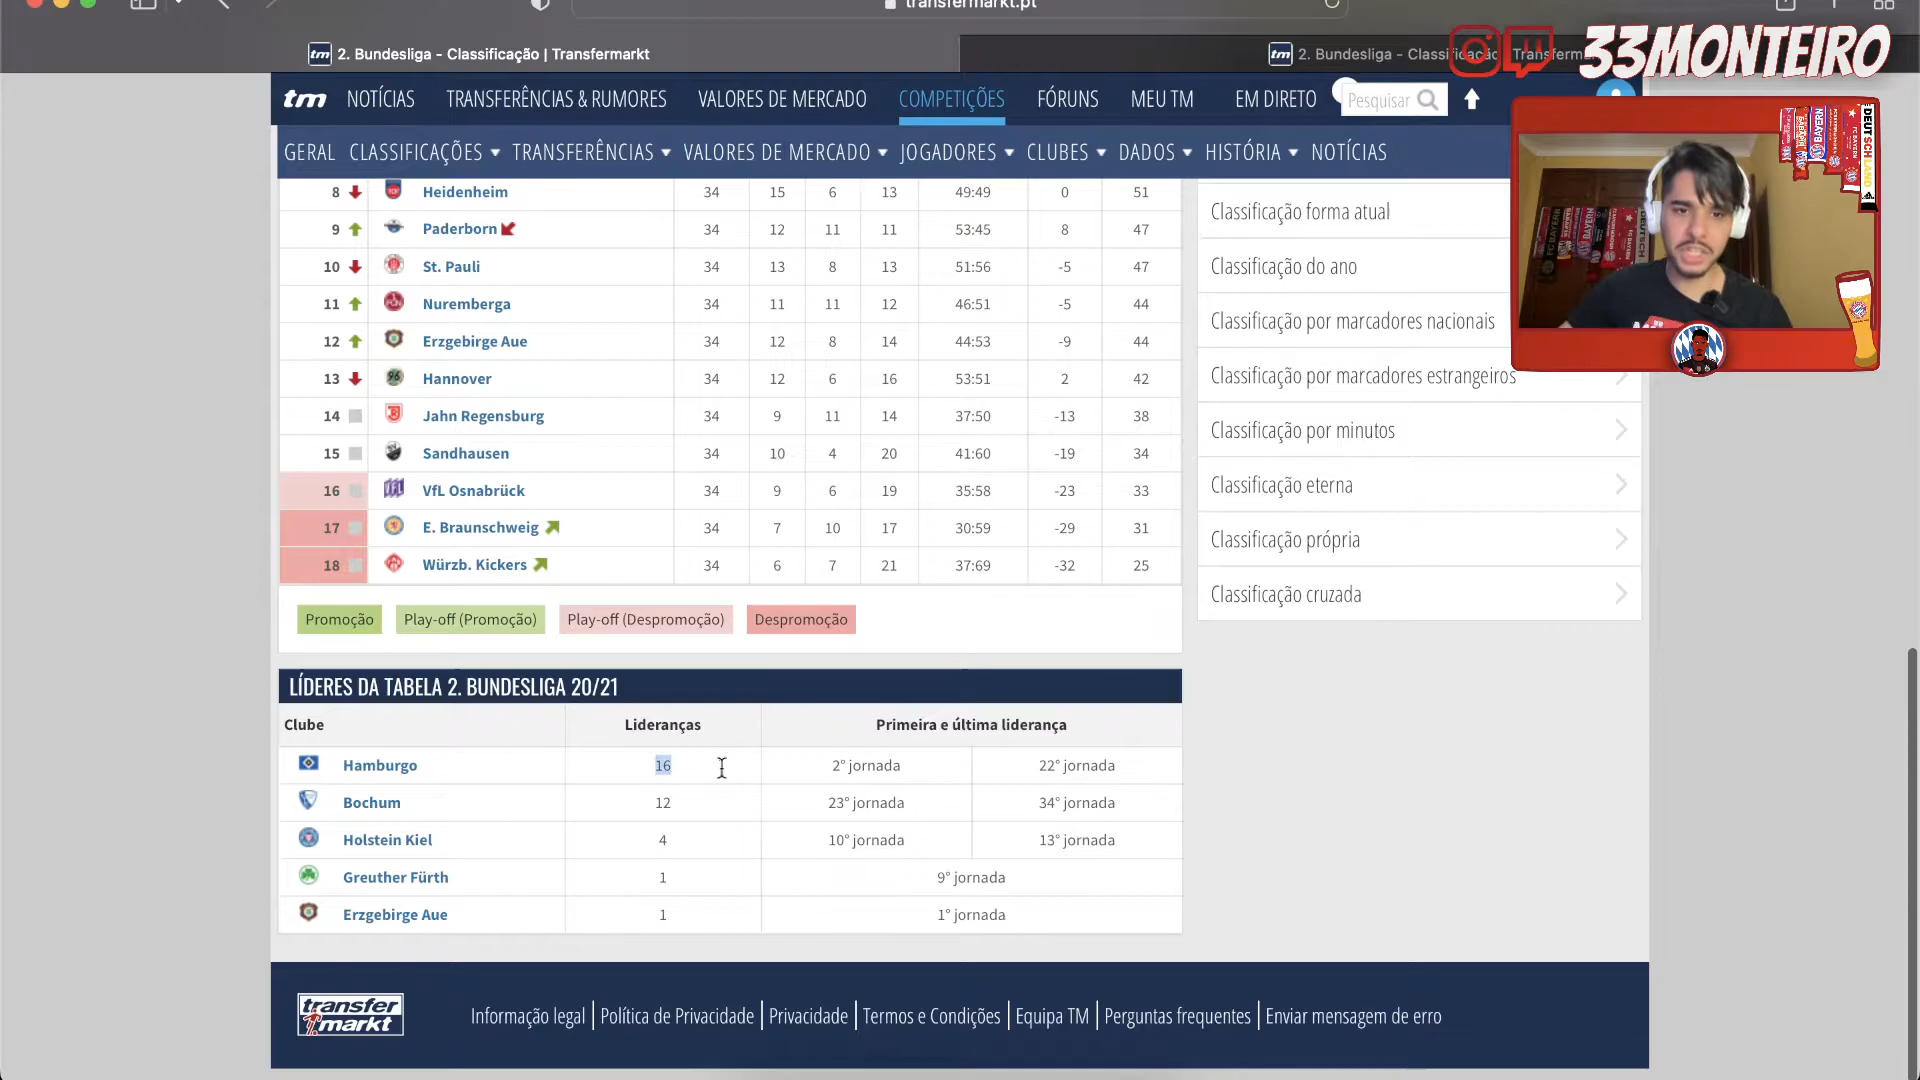 transfermarkt.pt
tm 2. Bundesliga - Classificação | Transfermarkt
tm 2. Bundesliga - Classificação | Transferm
33MONTEIRO
tm NOTÍCIAS TRANSFERÊNCIAS & RUMORES VALORES DE MERCADO COMPETIÇÕES FÓRUNS MEU TM EM DIRETO Pesquisar
GERAL CLASSIFICAÇÕES TRANSFERÊNCIAS VALORES DE MERCADO JOGADORES CLUBES DADOS HISTÓRIA NOTÍCIAS
8 Heidenheim 34 15 6 13 49:49 0 51
9 Paderborn 34 12 11 11 53:45 8 47
10 St. Pauli 34 13 8 13 51:56 -5 47
11 Nuremberga 34 11 11 12 46:51 -5 44
12 Erzgebirge Aue 34 12 8 14 44:53 -9 44
13 Hannover 34 12 6 16 53:51 2 42
14 Jahn Regensburg 34 9 11 14 37:50 -13 38
15 Sandhausen 34 10 4 20 41:60 -19 34
16 VfL Osnabrück 34 9 6 19 35:58 -23 33
17 E. Braunschweig 34 7 10 17 30:59 -29 31
18 Würzb. Kickers 34 6 7 21 37:69 -32 25
Promoção Play-off (Promoção) Play-off (Despromoção) Despromoção
Classificação forma atual
Classificação do ano
Classificação por marcadores nacionais
Classificação por marcadores estrangeiros
Classificação por minutos
Classificação eterna
Classificação própria
Classificação cruzada
DEUTSCHLAND
LÍDERES DA TABELA 2. BUNDESLIGA 20/21
Clube Lideranças Primeira e última liderança
Hamburgo 16 2° jornada 22° jornada
Bochum 12 23° jornada 34° jornada
Holstein Kiel 4 10° jornada 13° jornada
Greuther Fürth 1 9° jornada
Erzgebirge Aue 1 1° jornada
transfer
markt
Informação legal | Política de Privacidade | Privacidade | Termos e Condições | Equipa TM | Perguntas frequentes | Enviar mensagem de erro